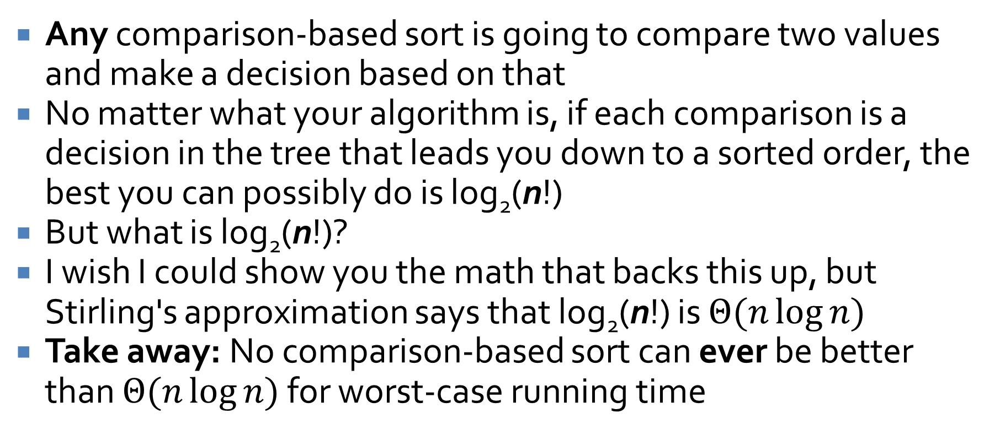 ▪ Any comparison-based sort is going to compare two values
and make a decision based on that
▪ No matter what your algorithm is, if each comparison is a
decision in the tree that leads you down to a sorted order, the
best you can possibly do is log₂(n!)
▪ But what is log₂(n!)?
▪ I wish I could show you the math that backs this up, but
Stirling's approximation says that log₂(n!) is Θ(n log n)
▪ Take away: No comparison-based sort can ever be better
than Θ(n log n) for worst-case running time